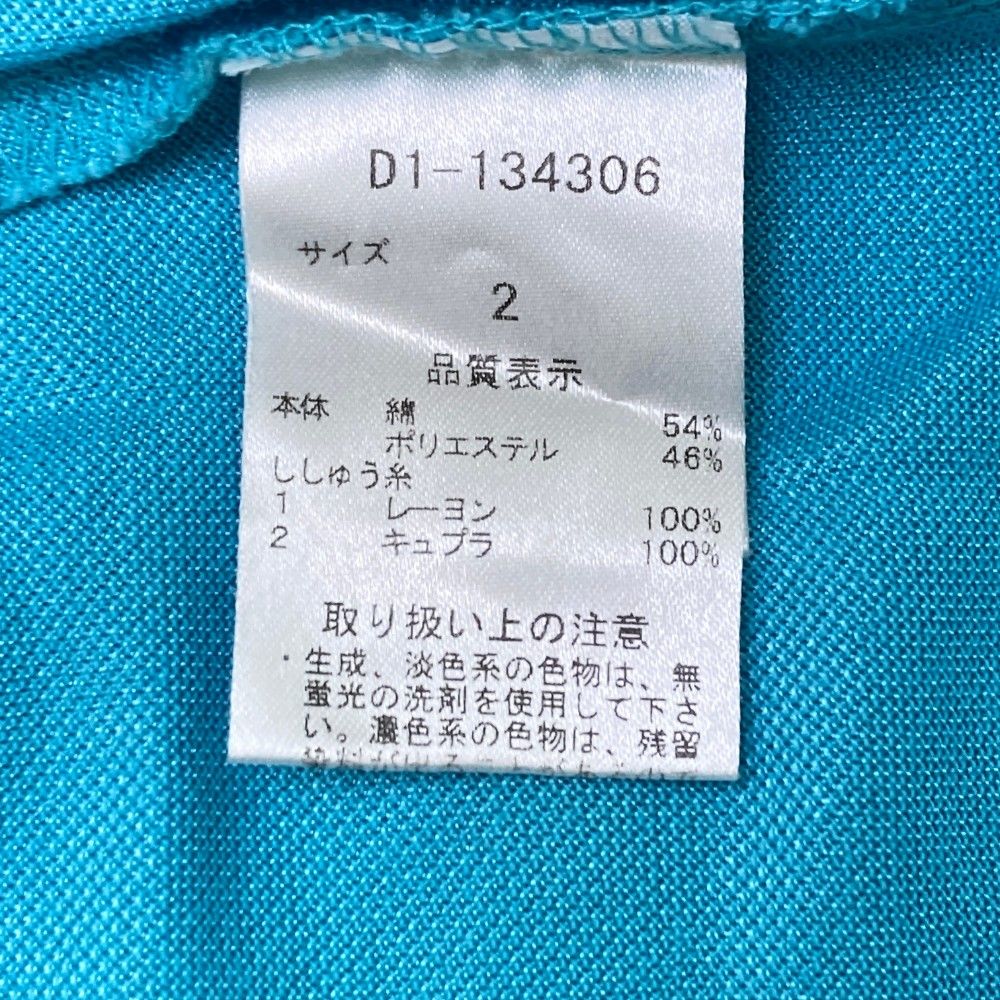 D1-134306
サイズ
2
品質表示
本体 綿 54%
ポリエステル 46%
ししゅう糸
1 レーヨン 100%
2 キュプラ 100%
取り扱い上の注意
・生成、淡色系の色物は、無
蛍光の洗剤を使用して下さ
い。濃色系の色物は、残留